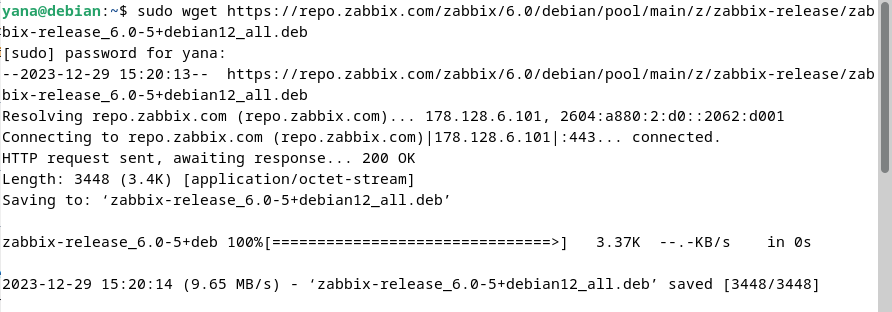 yana@debian:~$ sudo wget https://repo.zabbix.com/zabbix/6.0/debian/pool/main/z/zabbix-release/zab
bix-release_6.0-5+debian12_all.deb
[sudo] password for yana:
--2023-12-29 15:20:13--  https://repo.zabbix.com/zabbix/6.0/debian/pool/main/z/zabbix-release/zab
bix-release_6.0-5+debian12_all.deb
Resolving repo.zabbix.com (repo.zabbix.com)... 178.128.6.101, 2604:a880:2:d0::2062:d001
Connecting to repo.zabbix.com (repo.zabbix.com)|178.128.6.101|:443... connected.
HTTP request sent, awaiting response... 200 OK
Length: 3448 (3.4K) [application/octet-stream]
Saving to: ‘zabbix-release_6.0-5+debian12_all.deb’
zabbix-release_6.0-5+deb 100%[===============================>]   3.37K  --.-KB/s    in 0s
2023-12-29 15:20:14 (9.65 MB/s) - ‘zabbix-release_6.0-5+debian12_all.deb’ saved [3448/3448]